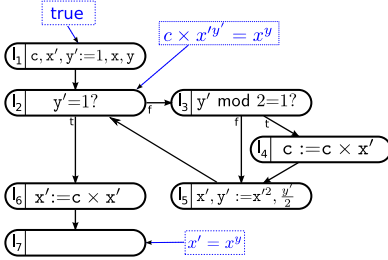 true
c × x′^y′ = x^y
l1 c, x′, y′:=1, x, y
l2 y′=1?
f
l3 y′ mod 2=1?
t
f
t
l4 c :=c × x′
l6 x′:=c × x′
l5 x′, y′ :=x′², y′/2
l7
x′ = x^y